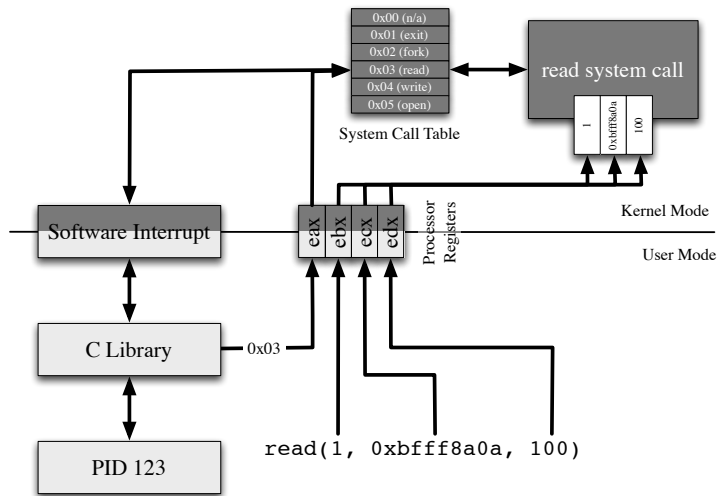 0x00 (n/a)
0x01 (exit)
0x02 (fork)
0x03 (read)
0x04 (write)
0x05 (open)
System Call Table
read system call
1
0xbfff8a0a
100
Software Interrupt
eax
ebx
ecx
edx
Processor
Registers
Kernel Mode
User Mode
C Library
0x03
PID 123
read(1, 0xbfff8a0a, 100)